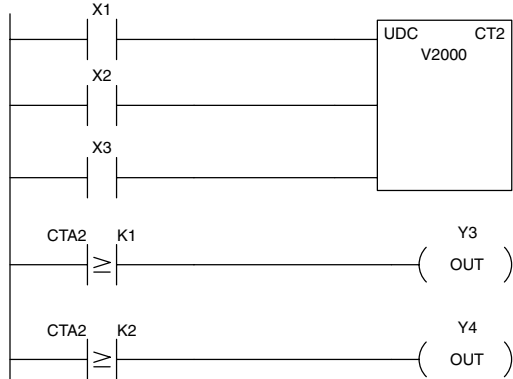 X1
UDC CT2
V2000
X2
X3
CTA2 K1 Y3
≥ OUT
CTA2 K2 Y4
≥ OUT